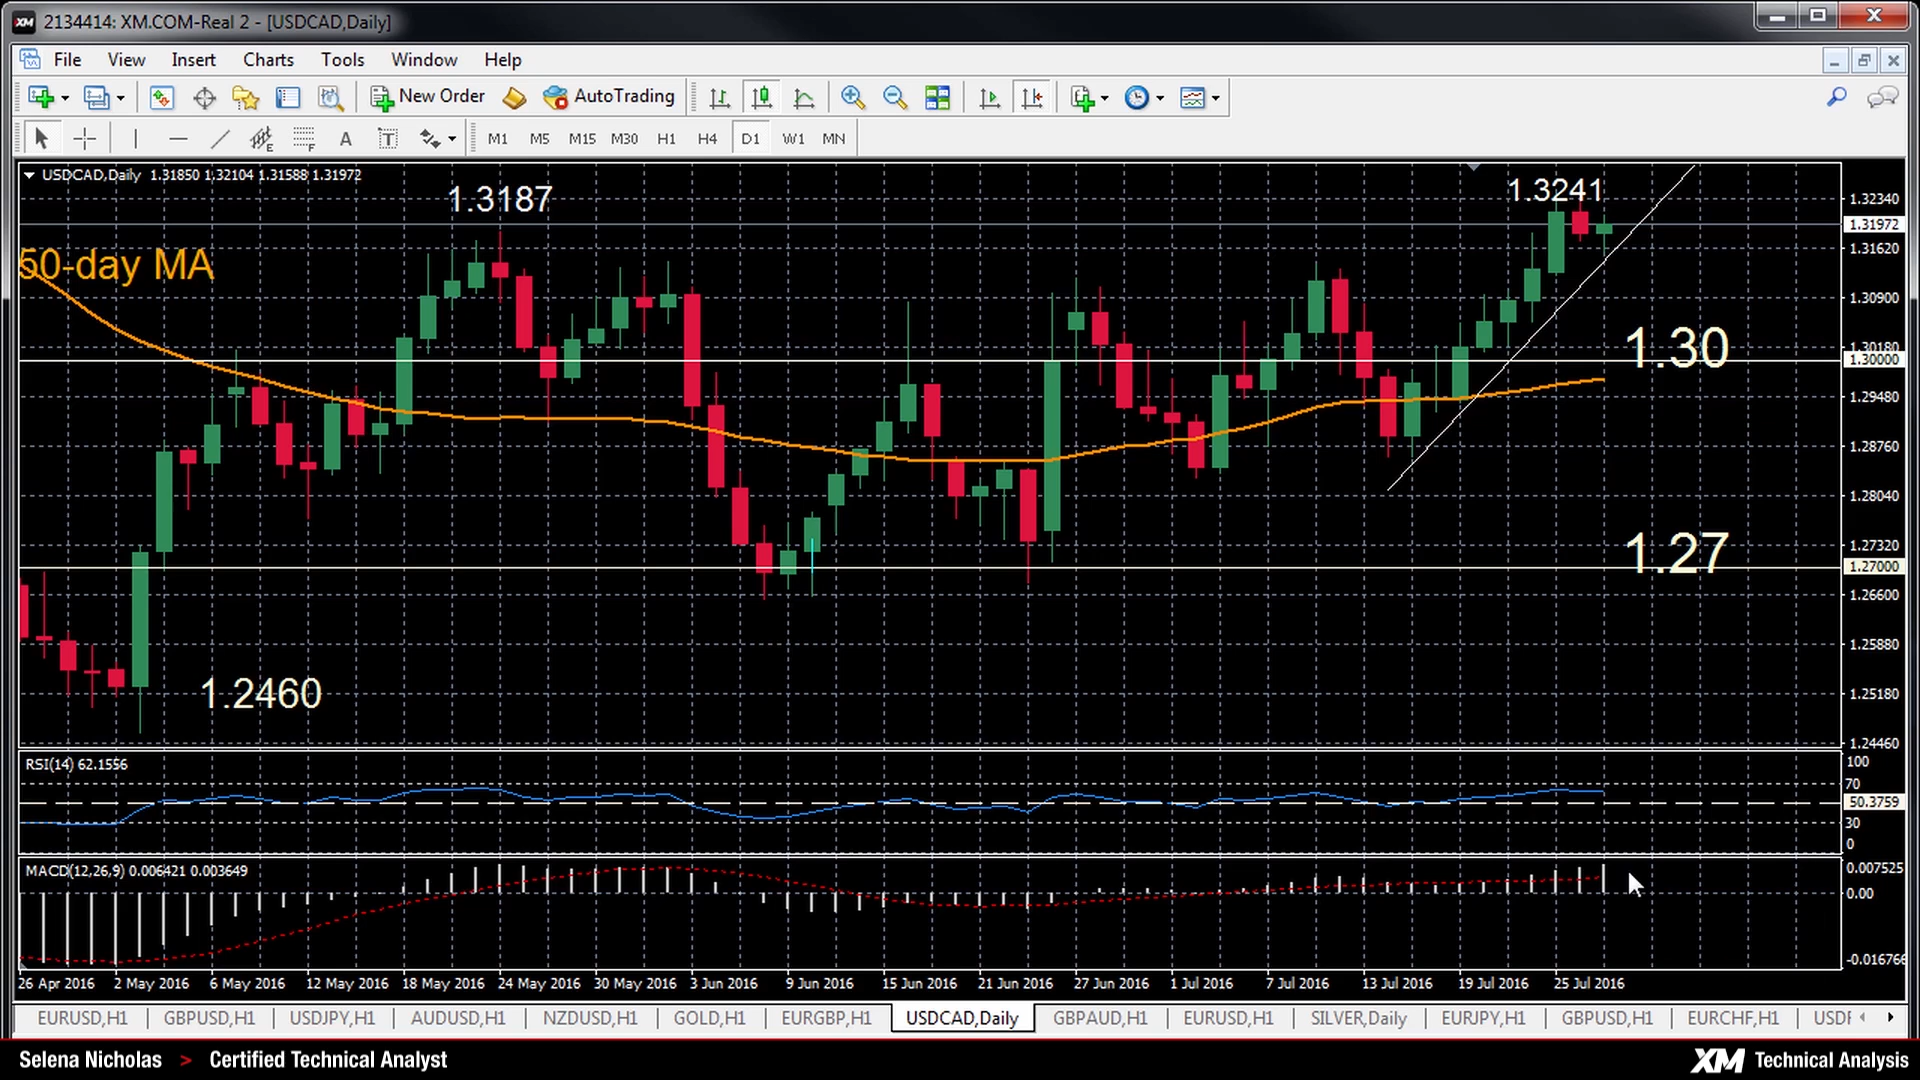 2134414: XM.COM-Real 2 - [USDCAD,Daily]
File View Insert Charts Tools Window Help
New Order AutoTrading
M1 M5 M15 M30 H1 H4 D1 W1 MN
USDCAD,Daily 1.31850 1.32104 1.31588 1.31972
1.3187
1.3241
50-day MA
1.30
1.27
1.2460
1.32340
1.31972
1.31620
1.30900
1.30180
1.30000
1.29480
1.28760
1.28040
1.27320
1.27000
1.26600
1.25880
1.25180
1.24460
RSI(14) 62.1556
100
70
50.3759
30
0
MACD(12,26,9) 0.006421 0.003649
0.007525
0.00
-0.016766
26 Apr 2016 2 May 2016 6 May 2016 12 May 2016 18 May 2016 24 May 2016 30 May 2016 3 Jun 2016 9 Jun 2016 15 Jun 2016 21 Jun 2016 27 Jun 2016 1 Jul 2016 7 Jul 2016 13 Jul 2016 19 Jul 2016 25 Jul 2016
EURUSD,H1 GBPUSD,H1 USDJPY,H1 AUDUSD,H1 NZDUSD,H1 GOLD,H1 EURGBP,H1 USDCAD,Daily GBPAUD,H1 EURUSD,H1 SILVER,Daily EURJPY,H1 GBPUSD,H1 EURCHF,H1
Selena Nicholas > Certified Technical Analyst
XM Technical Analysis